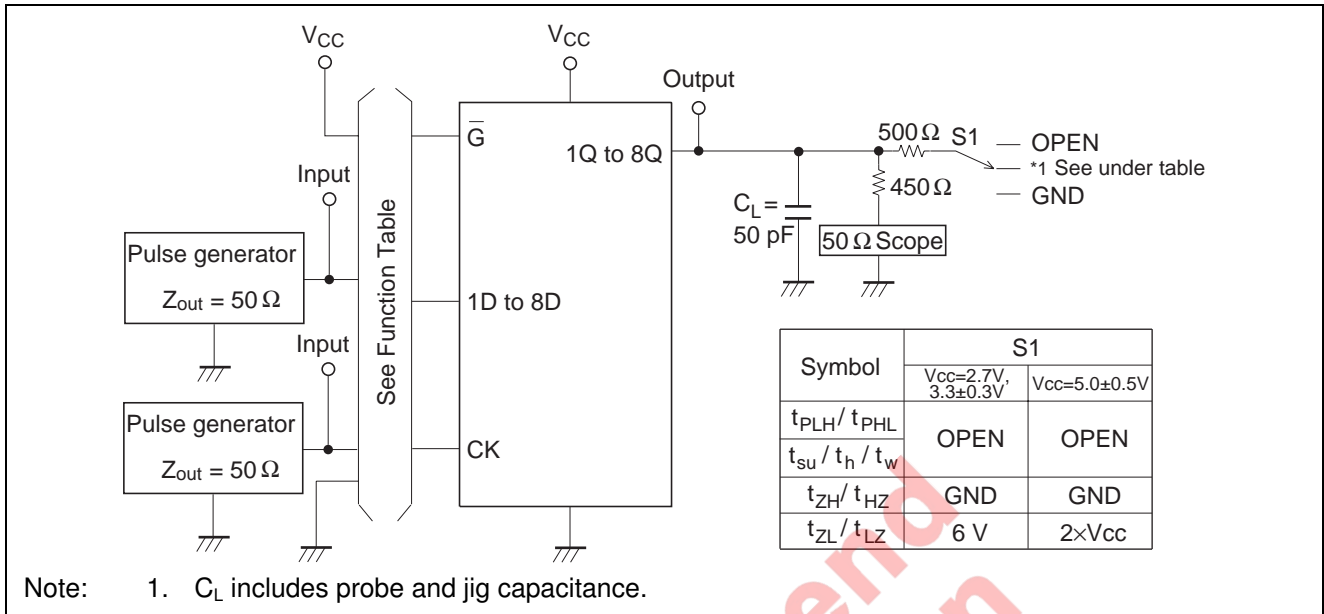 VCC
VCC
Output
G
1Q to 8Q
500 Ω
S1
OPEN
*1 See under table
GND
450 Ω
CL =
50 pF
50 Ω Scope
Input
Pulse generator
Zout = 50 Ω
See Function Table
1D to 8D
Input
Pulse generator
Zout = 50 Ω
CK
Symbol S1
Vcc=2.7V, Vcc=5.0±0.5V
3.3±0.3V
tPLH / tPHL OPEN OPEN
tsu / th / tw
tZH / tHZ GND GND
tZL / tLZ 6 V 2×Vcc
Note: 1. CL includes probe and jig capacitance.